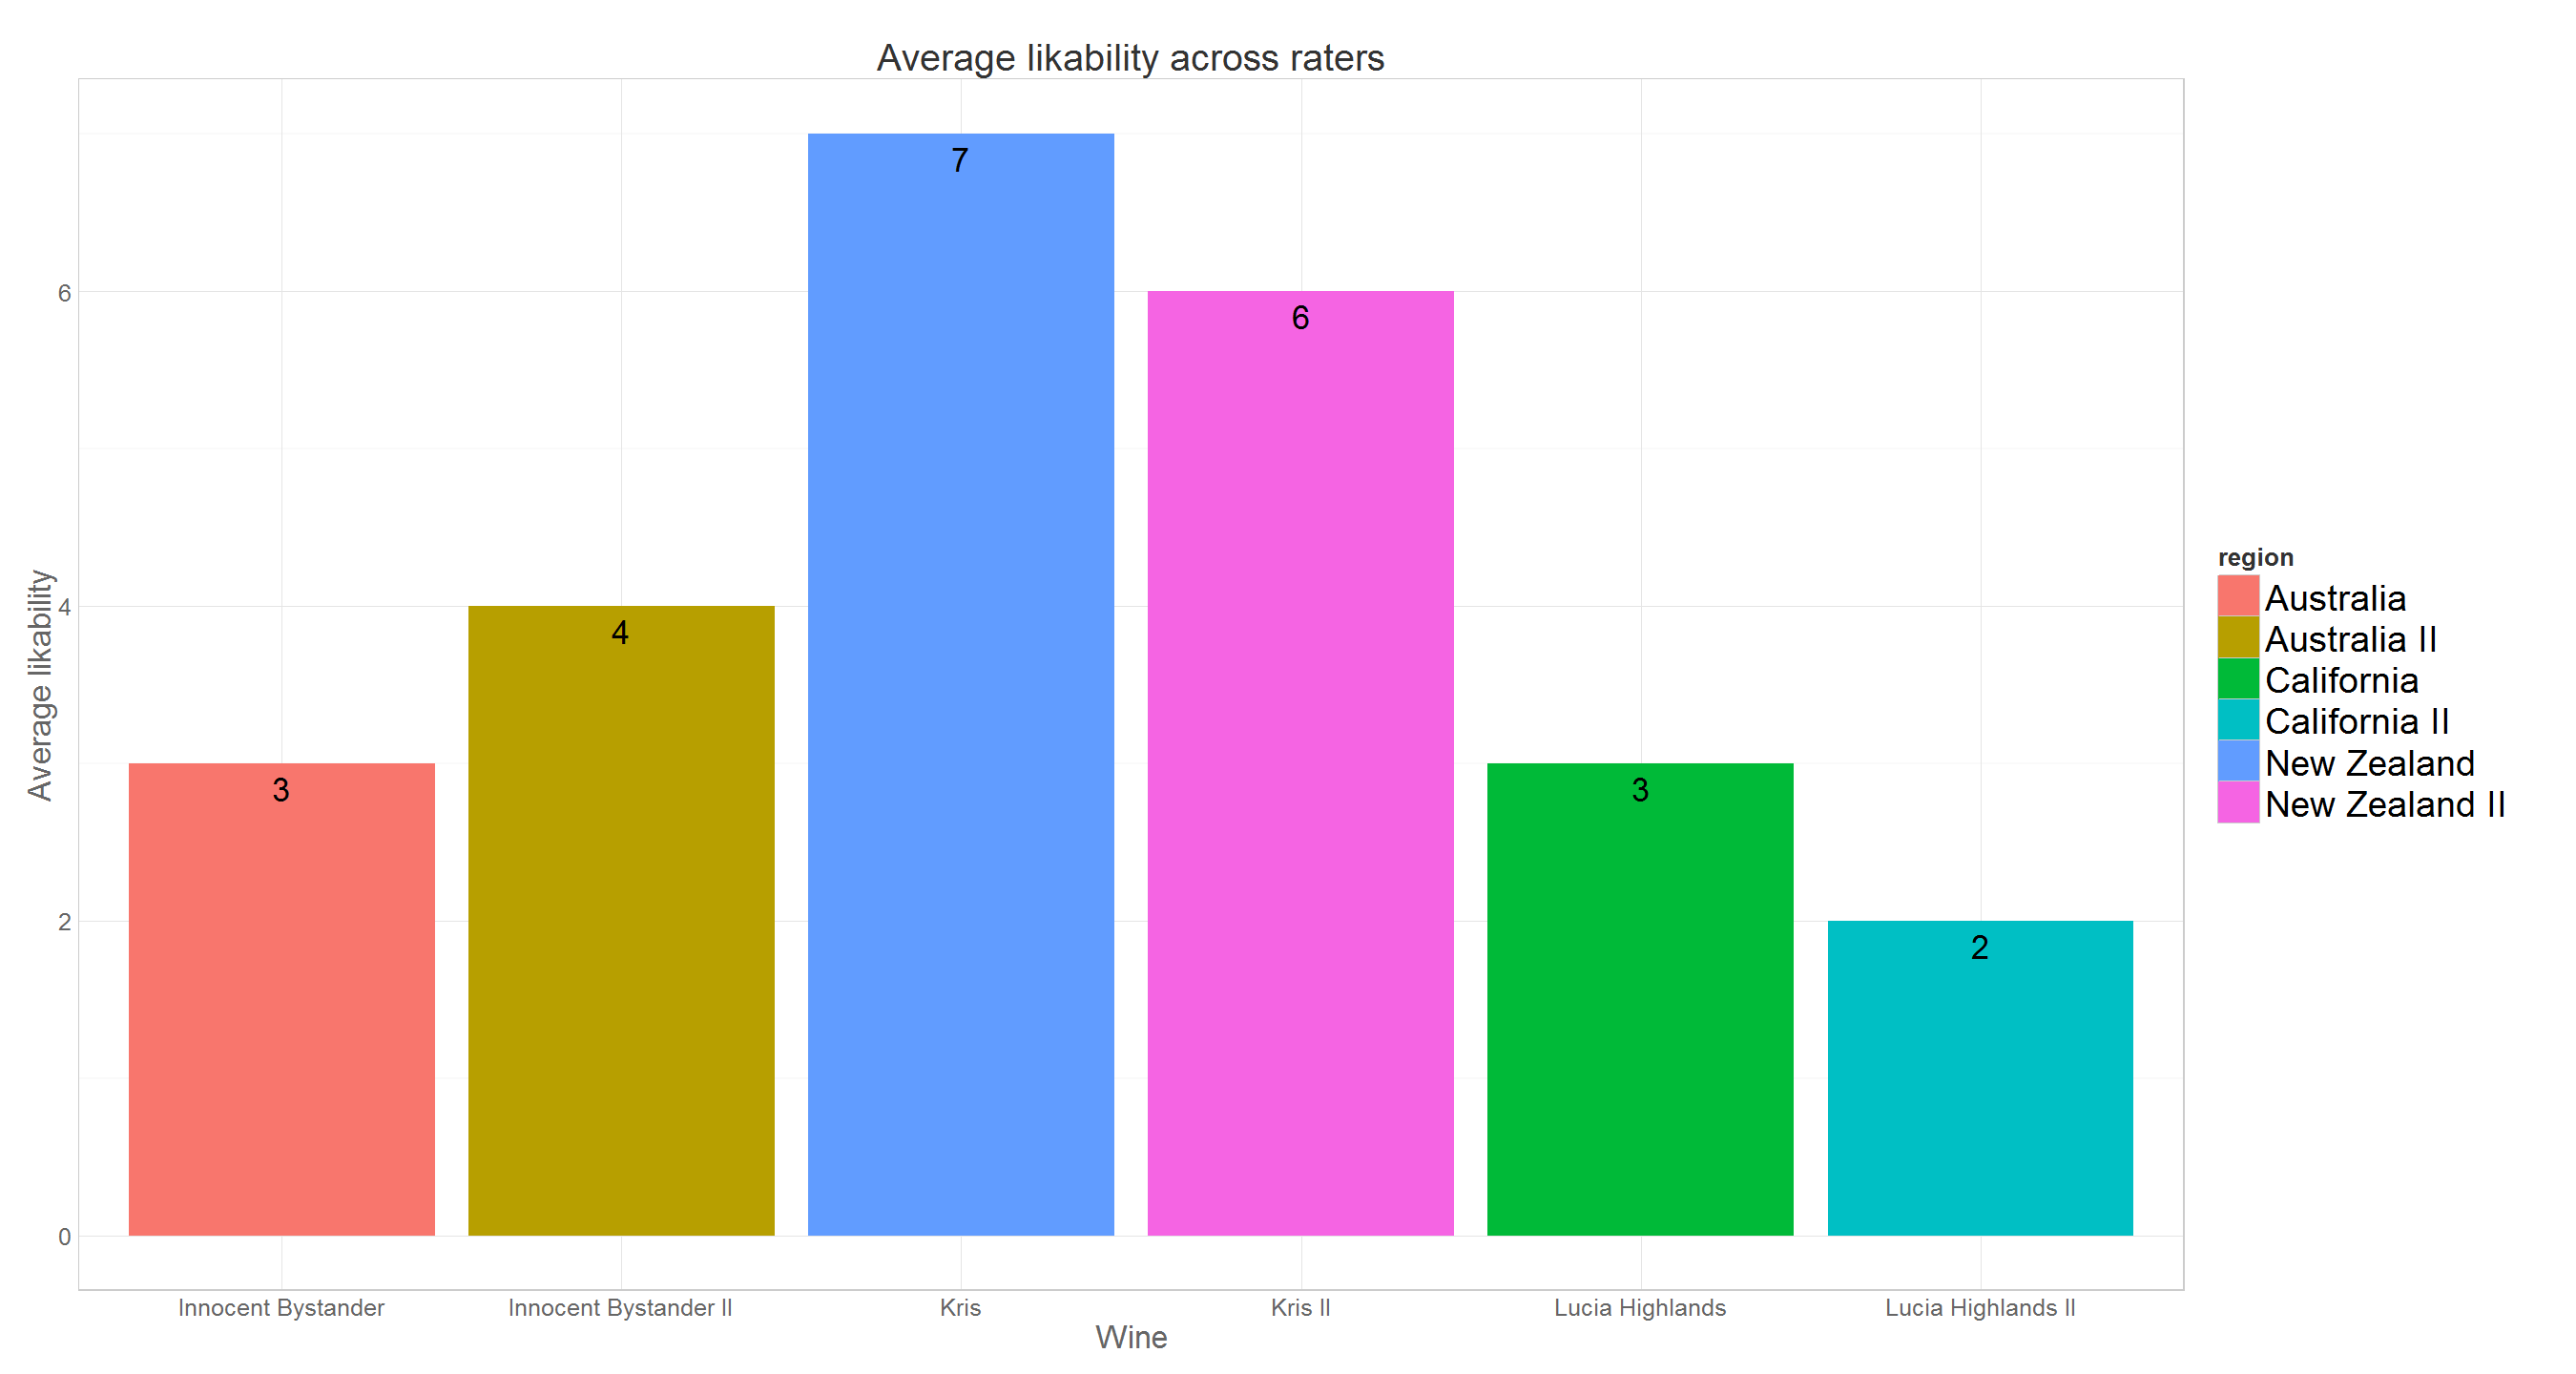 Average likability across raters
7
6
6
3
4
4
3
2
2
0
Average likability
Innocent Bystander
Innocent Bystander II
Kris
Kris II
Lucia Highlands
Lucia Highlands II
Wine
region
Australia
Australia II
California
California II
New Zealand
New Zealand II